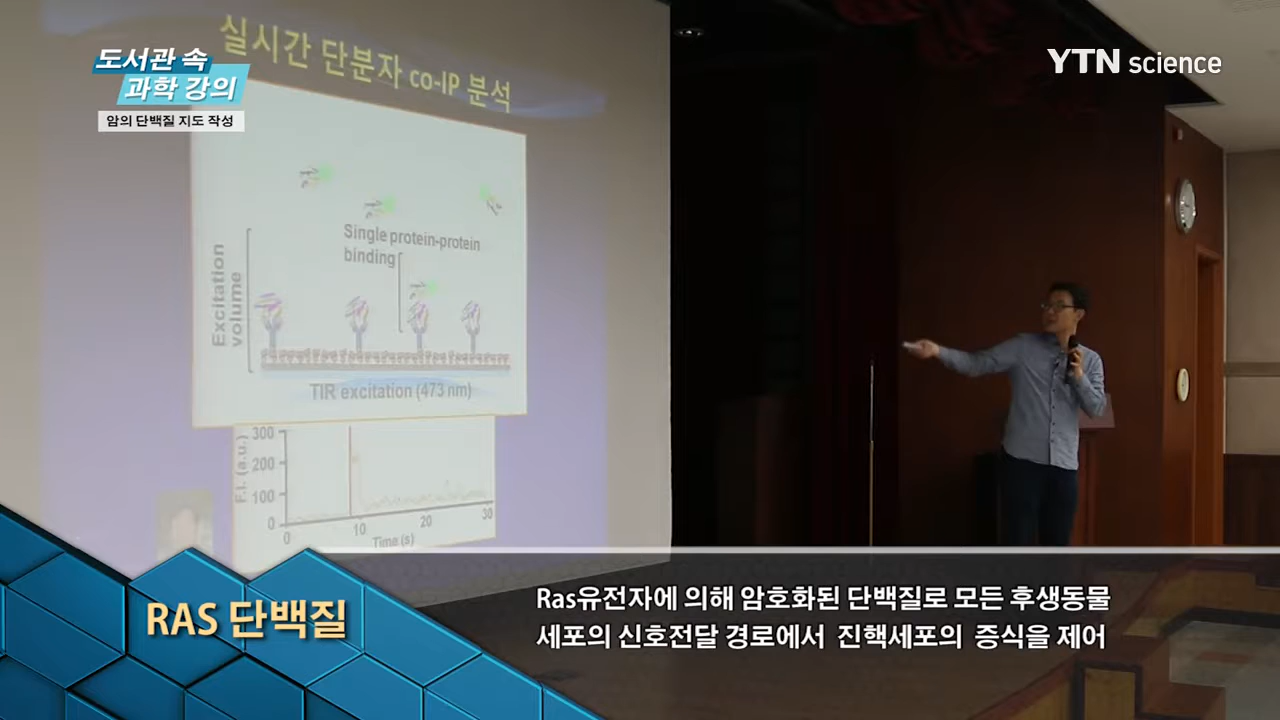 도서관 속
과학 강의
암의 단백질 지도 작성
YTN science
실시간 단분자 co-IP 분석
Single protein-protein
binding
Excitation
volume
TIR excitation (473 nm)
F.I. (a.u.)
300
200
100
0
0
10
20
30
Time (s)
RAS 단백질
Ras유전자에 의해 암호화된 단백질로 모든 후생동물
세포의 신호전달 경로에서 진핵세포의 증식을 제어